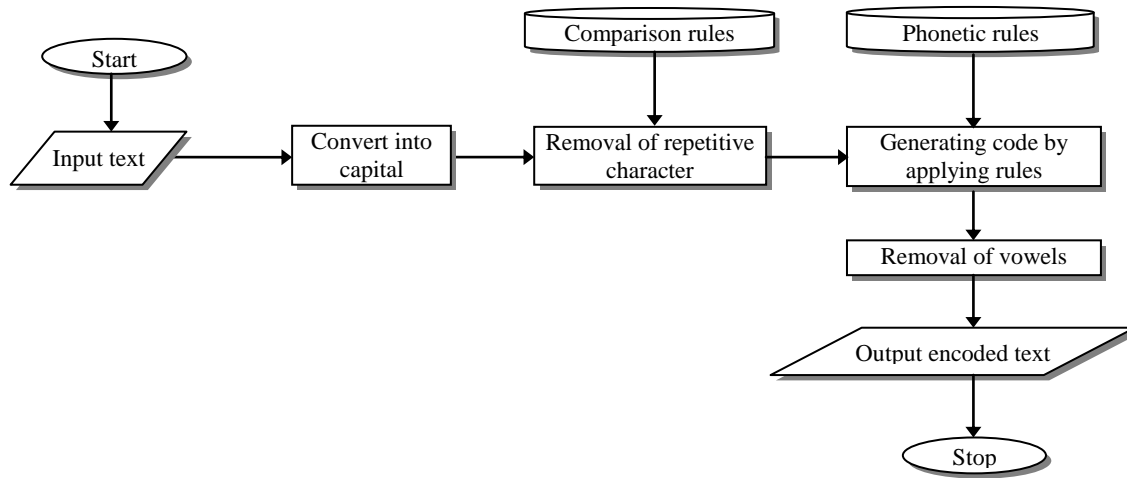 Start
Input text
Convert into
capital
Comparison rules
Removal of repetitive
character
Phonetic rules
Generating code by
applying rules
Removal of vowels
Output encoded text
Stop